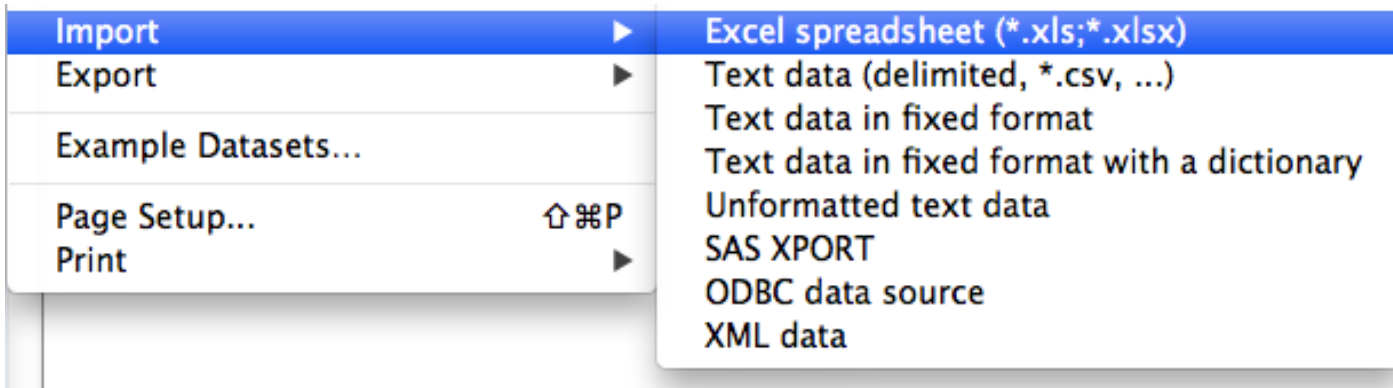 Import ▶
Export ▶
Example Datasets...
Page Setup... ⇧⌘P
Print ▶
Excel spreadsheet (*.xls;*.xlsx)
Text data (delimited, *.csv, ...)
Text data in fixed format
Text data in fixed format with a dictionary
Unformatted text data
SAS XPORT
ODBC data source
XML data